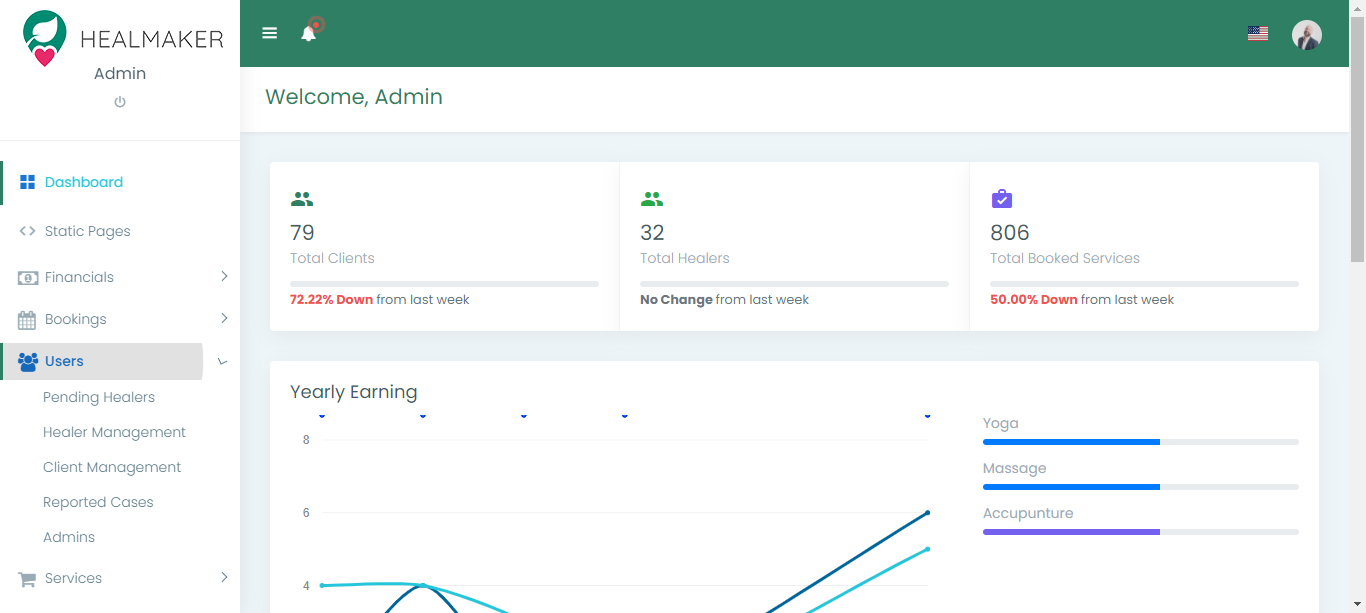 HEALMAKER
Admin
Welcome, Admin
Dashboard
Static Pages
Financials
Bookings
Users
Pending Healers
Healer Management
Client Management
Reported Cases
Admins
Services
79
Total Clients
72.22% Down from last week
32
Total Healers
No Change from last week
806
Total Booked Services
50.00% Down from last week
Yearly Earning
8
6
4
Yoga
Massage
Accupunture